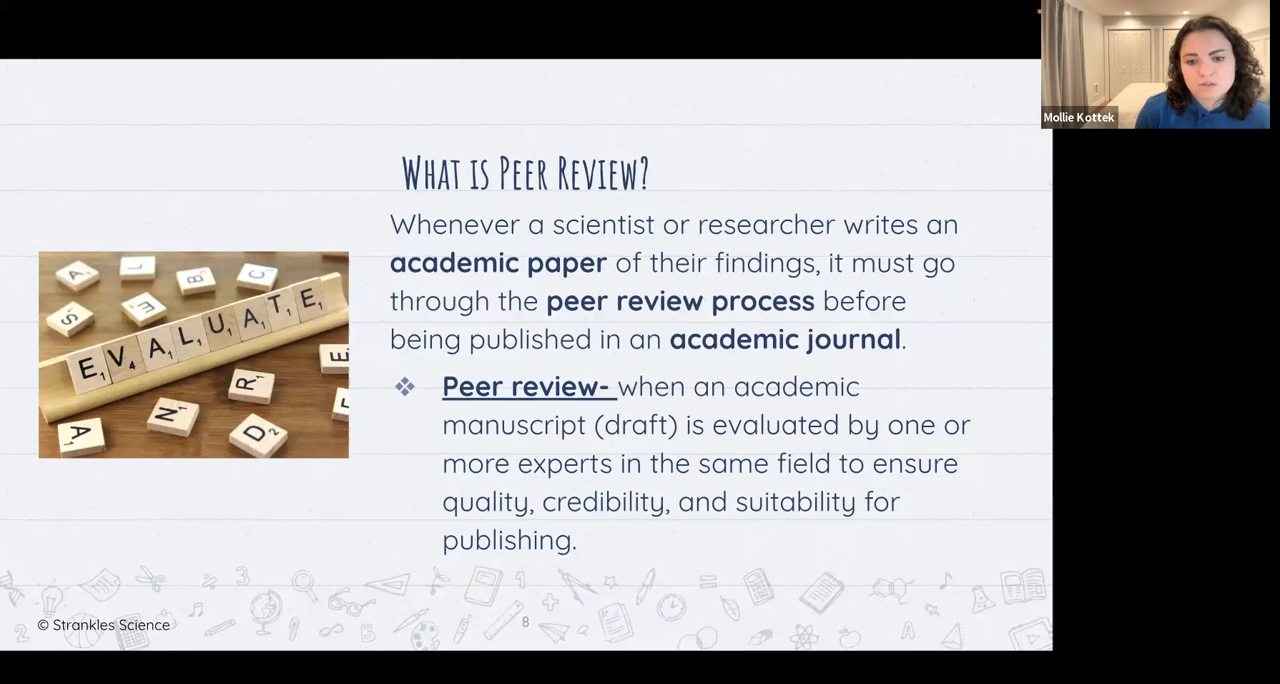 Mollie Kottek
What is Peer Review?
Whenever a scientist or researcher writes an
academic paper of their findings, it must go
through the peer review process before
being published in an academic journal.
❖ Peer review- when an academic
manuscript (draft) is evaluated by one or
more experts in the same field to ensure
quality, credibility, and suitability for
publishing.
A L B C
S E
EVALUATE
E
R
N
A D
© Strankles Science
8